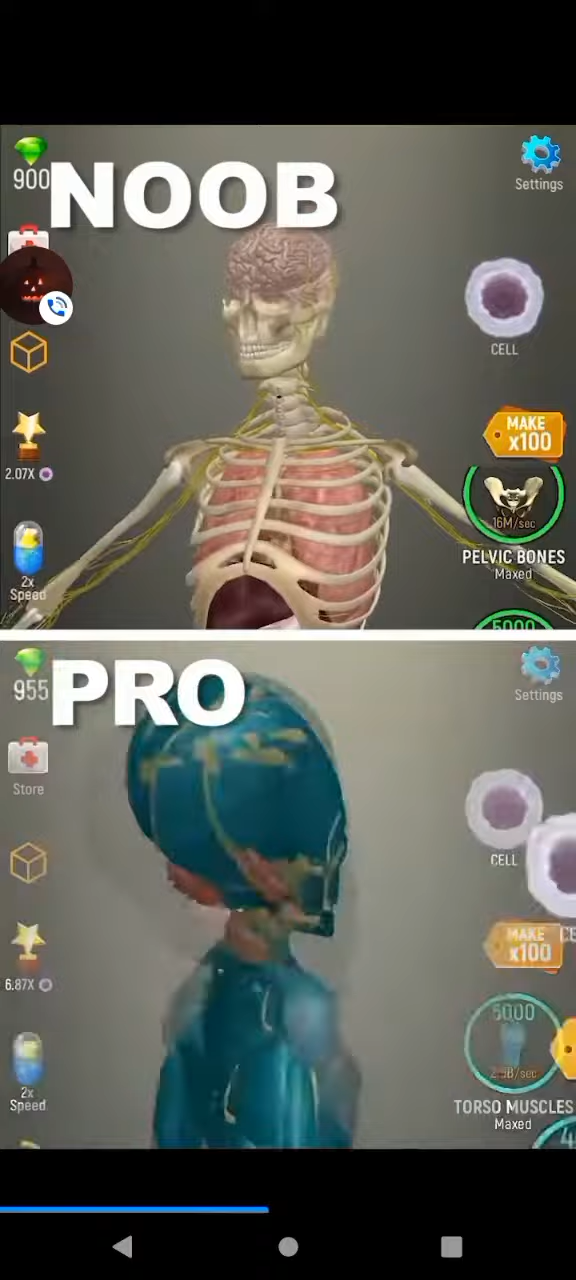 900
NOOB
Settings
CELL
MAKE
x100
2.07X
16M/sec
PELVIC BONES
Maxed
2x
Speed
5000
955
PRO
Settings
Store
CELL
MAKE
x100
6.87X
5000
TORSO MUSCLES
Maxed
2x
Speed